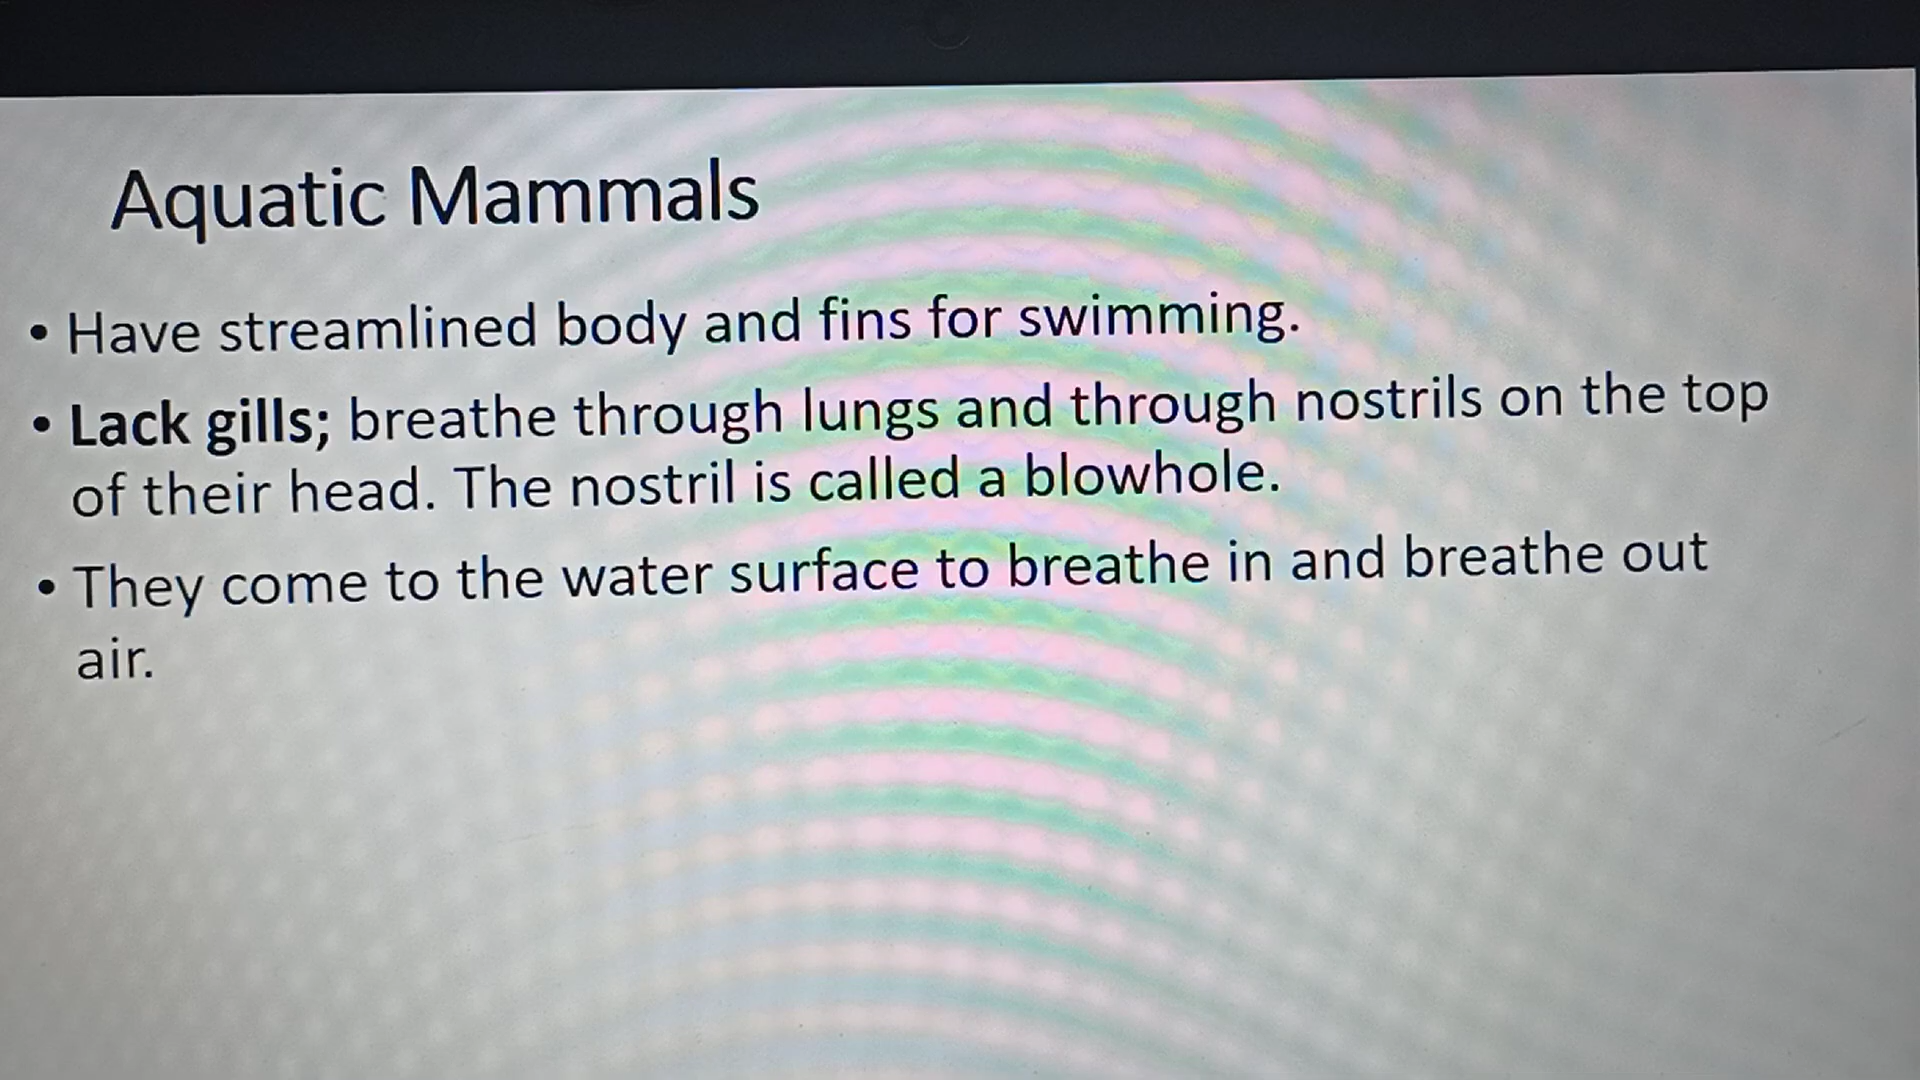 Aquatic Mammals
• Have streamlined body and fins for swimming.
• Lack gills; breathe through lungs and through nostrils on the top
of their head. The nostril is called a blowhole.
• They come to the water surface to breathe in and breathe out
air.